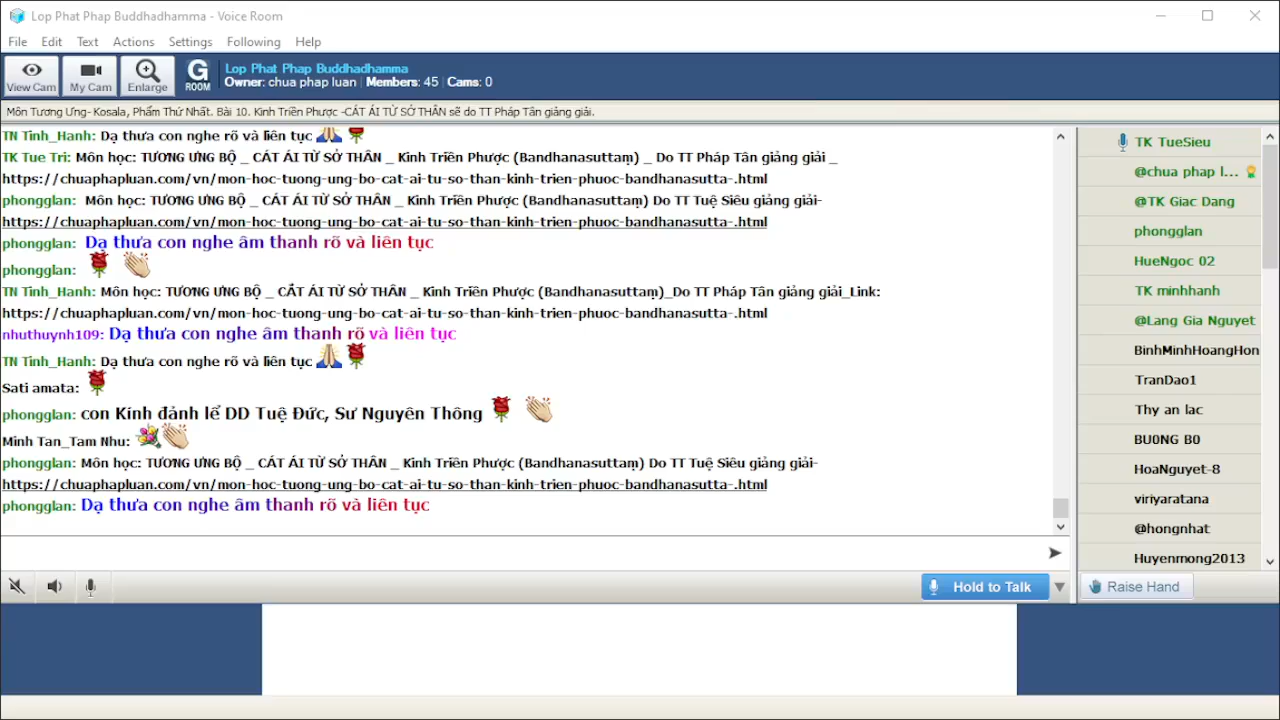 Lop Phat Phap Buddhadhamma - Voice Room
File Edit Text Actions Settings Following Help
View Cam My Cam Enlarge G ROOM
Lop Phat Phap Buddhadhamma
Owner: chua phap luan | Members: 45 | Cams: 0
Môn Tương Ưng- Kosala, Phẩm Thứ Nhất. Bài 10. Kinh Triền Phược -CÁT ÁI TỪ SỞ THÂN sẽ do TT Pháp Tân giảng giải.
TN Tinh_Hanh: Dạ thưa con nghe rõ và liên tục
TK Tue Tri: Môn học: TƯƠNG ƯNG BỘ _ CÁT ÁI TỪ SỞ THÂN _ Kinh Triền Phược (Bandhanasuttaṃ) _ Do TT Pháp Tân giảng giải _
https://chuaphapluan.com/vn/mon-hoc-tuong-ung-bo-cat-ai-tu-so-than-kinh-trien-phuoc-bandhanasutta-.html
phongglan: Môn học: TƯƠNG ƯNG BỘ _ CÁT ÁI TỪ SỞ THÂN _ Kinh Triền Phược (Bandhanasuttaṃ) Do TT Tuệ Siêu giảng giải-
https://chuaphapluan.com/vn/mon-hoc-tuong-ung-bo-cat-ai-tu-so-than-kinh-trien-phuoc-bandhanasutta-.html
phongglan: Dạ thưa con nghe âm thanh rõ và liên tục
phongglan:
TN Tinh_Hanh: Môn học: TƯƠNG ƯNG BỘ _ CÁT ÁI TỪ SỞ THÂN _ Kinh Triền Phược (Bandhanasuttaṃ)_Do TT Pháp Tân giảng giải_Link:
https://chuaphapluan.com/vn/mon-hoc-tuong-ung-bo-cat-ai-tu-so-than-kinh-trien-phuoc-bandhanasutta-.html
nhuthuynh109: Dạ thưa con nghe âm thanh rõ và liên tục
TN Tinh_Hanh: Dạ thưa con nghe rõ và liên tục
Sati amata:
phongglan: con Kính đảnh lể DD Tuệ Đức, Sư Nguyên Thông
Minh Tan_Tam Nhu:
phongglan: Môn học: TƯƠNG ƯNG BỘ _ CÁT ÁI TỪ SỞ THÂN _ Kinh Triền Phược (Bandhanasuttaṃ) Do TT Tuệ Siêu giảng giải-
https://chuaphapluan.com/vn/mon-hoc-tuong-ung-bo-cat-ai-tu-so-than-kinh-trien-phuoc-bandhanasutta-.html
phongglan: Dạ thưa con nghe âm thanh rõ và liên tục
TK TueSieu
@chua phap l...
@TK Giac Dang
phongglan
HueNgoc 02
TK minhhanh
@Lang Gia Nguyet
BinhMinhHoangHon
TranDao1
Thy an lac
BU0NG B0
HoaNguyet-8
viriyaratana
@hongnhat
Huyenmong2013
Hold to Talk
Raise Hand